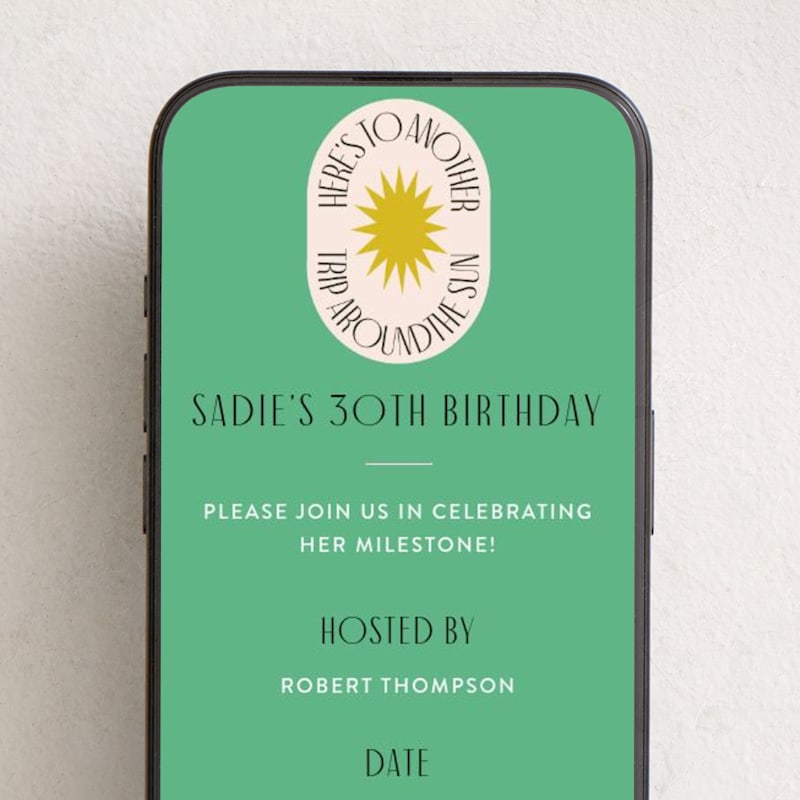 HERE'S TO ANOTHER
TRIP AROUND THE SUN
SADIE'S 30TH BIRTHDAY
PLEASE JOIN US IN CELEBRATING
HER MILESTONE!
HOSTED BY
ROBERT THOMPSON
DATE